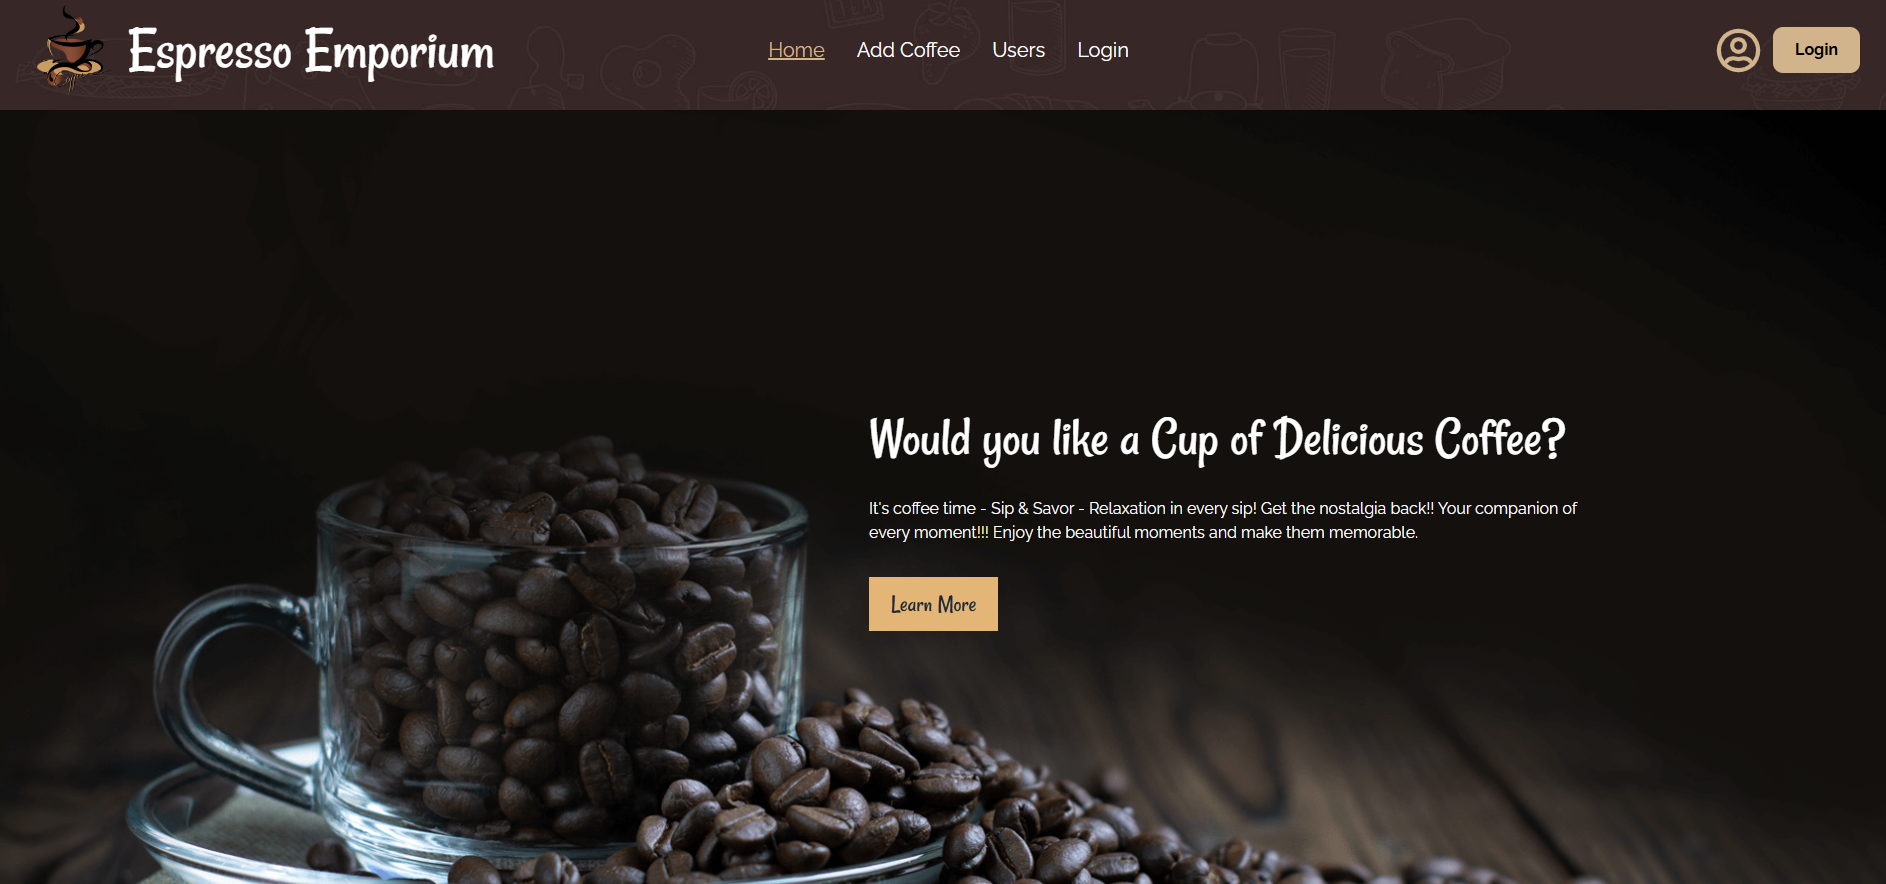 Espresso Emporium
Home
Add Coffee
Users
Login
Login
Would you like a Cup of Delicious Coffee?
It's coffee time - Sip & Savor - Relaxation in every sip! Get the nostalgia back!! Your companion of
every moment!!! Enjoy the beautiful moments and make them memorable.
Learn More